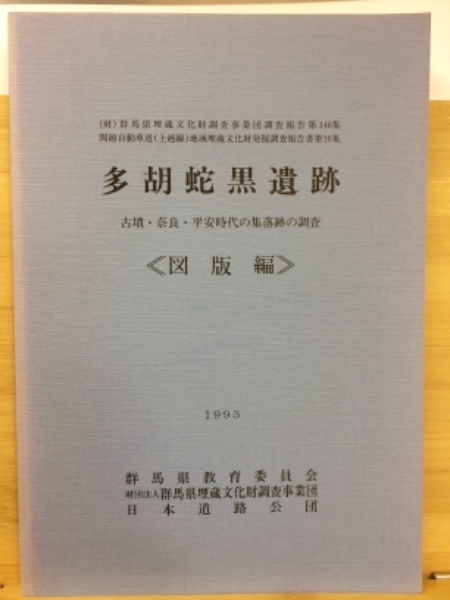 (財)群馬県埋蔵文化財調査事業団調査報告第146集
関越自動車道(上越線)地域埋蔵文化財発掘調査報告書第16集
多胡蛇黒遺跡
古墳・奈良・平安時代の集落跡の調査
≪図版編≫
1993
群馬県教育委員会
財団法人群馬県埋蔵文化財調査事業団
日本道路公団